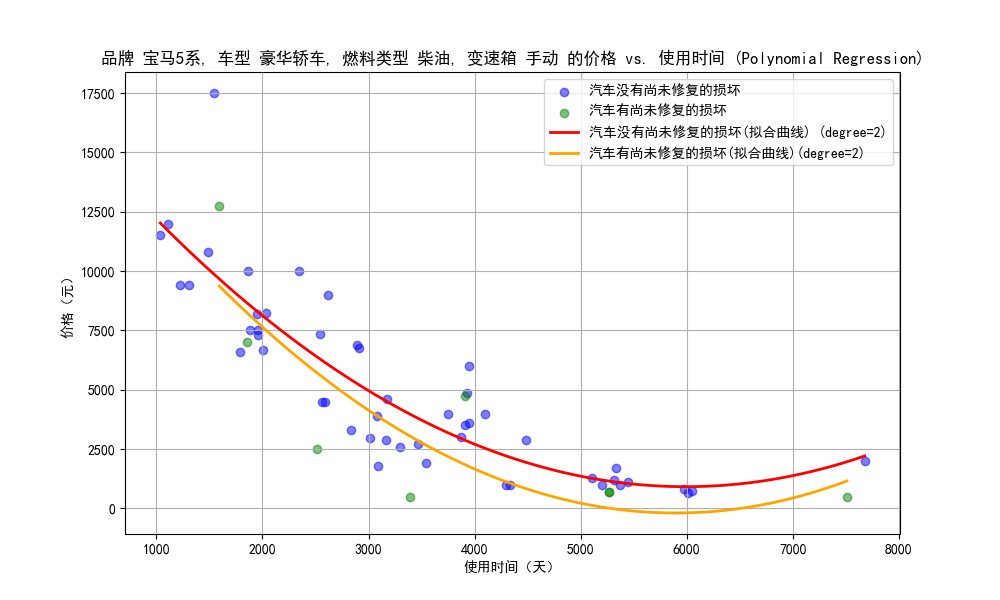 品牌 宝马5系, 车型 豪华轿车, 燃料类型 柴油, 变速箱 手动 的价格 vs. 使用时间 (Polynomial Regression)
汽车没有尚未修复的损坏
汽车有尚未修复的损坏
汽车没有尚未修复的损坏(拟合曲线) (degree=2)
汽车有尚未修复的损坏(拟合曲线)(degree=2)
价格（元）
17500
15000
12500
10000
7500
5000
2500
0
1000 2000 3000 4000 5000 6000 7000 8000
使用时间（天）